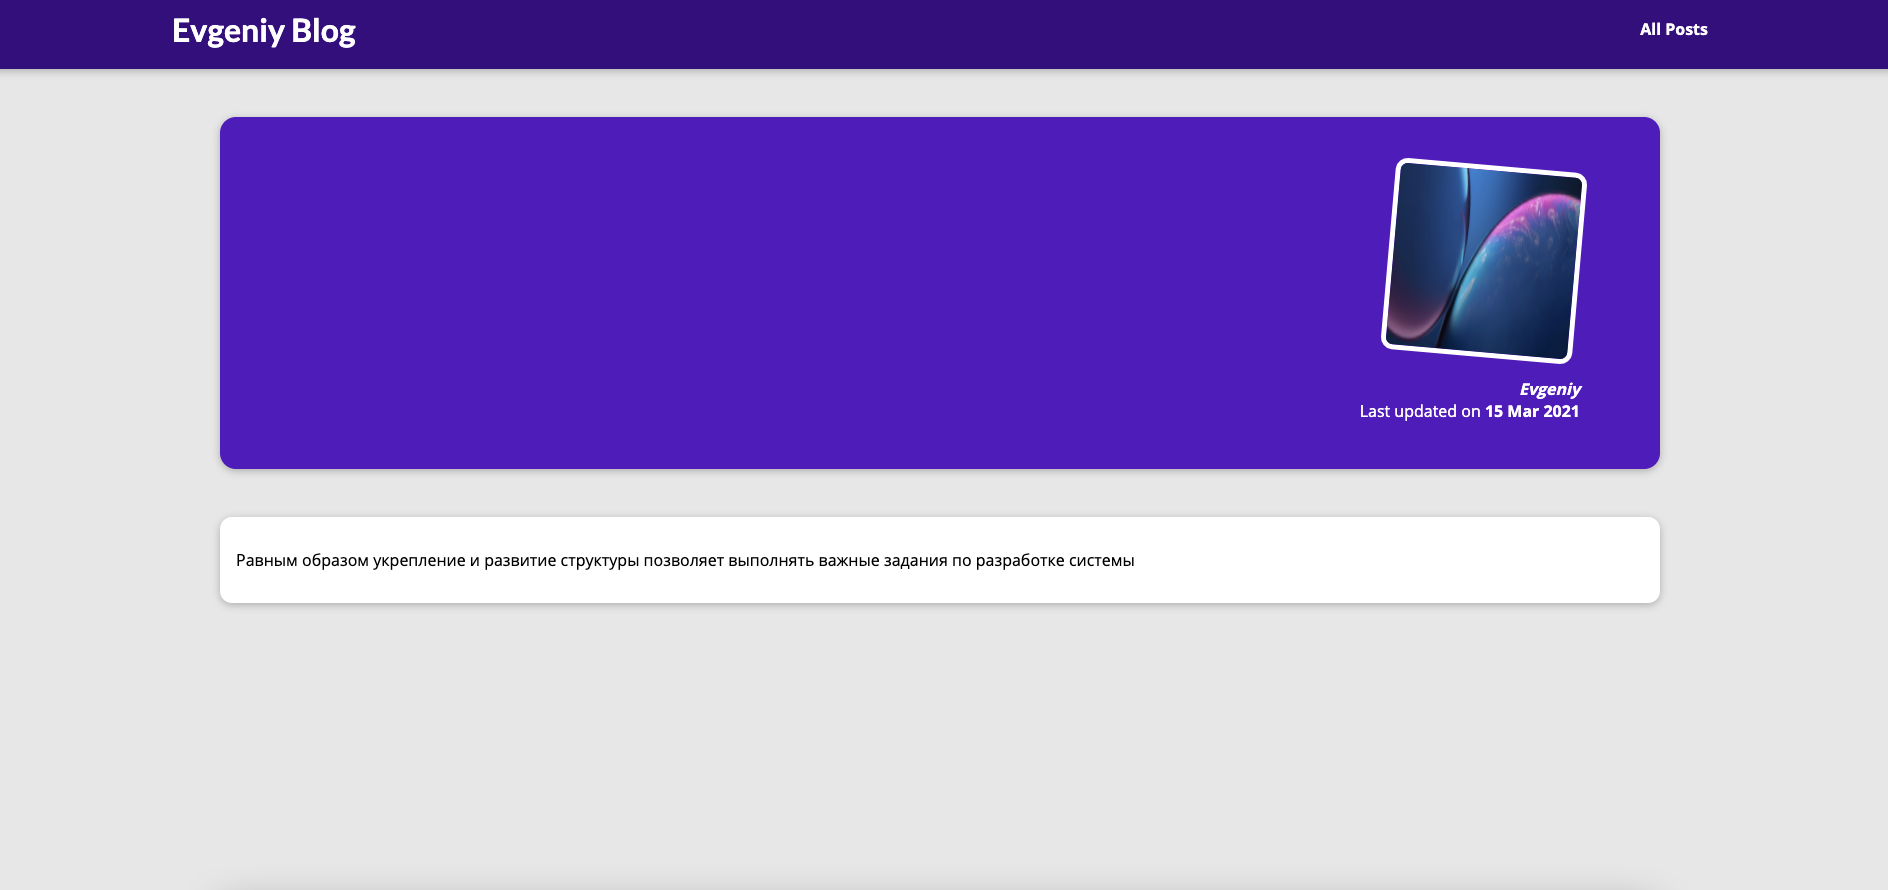 Evgeniy Blog
All Posts
Evgeniy
Last updated on 15 Mar 2021
Равным образом укрепление и развитие структуры позволяет выполнять важные задания по разработке системы